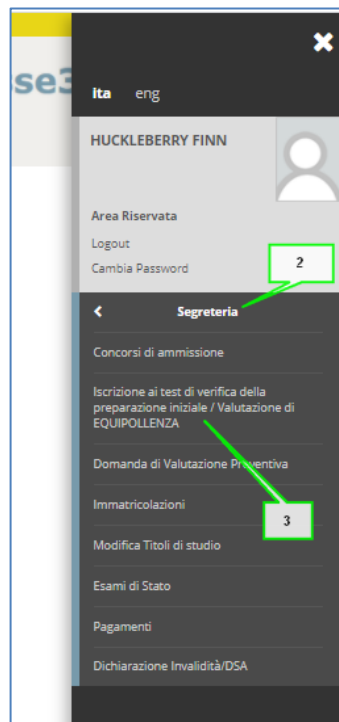 sse3
ita eng
HUCKLEBERRY FINN
Area Riservata
Logout
Cambia Password
2
Segreteria
Concorsi di ammissione
Iscrizione ai test di verifica della
preparazione iniziale / Valutazione di
EQUIPOLLENZA
Domanda di Valutazione Preventiva
Immatricolazioni
3
Modifica Titoli di studio
Esami di Stato
Pagamenti
Dichiarazione Invalidità/DSA